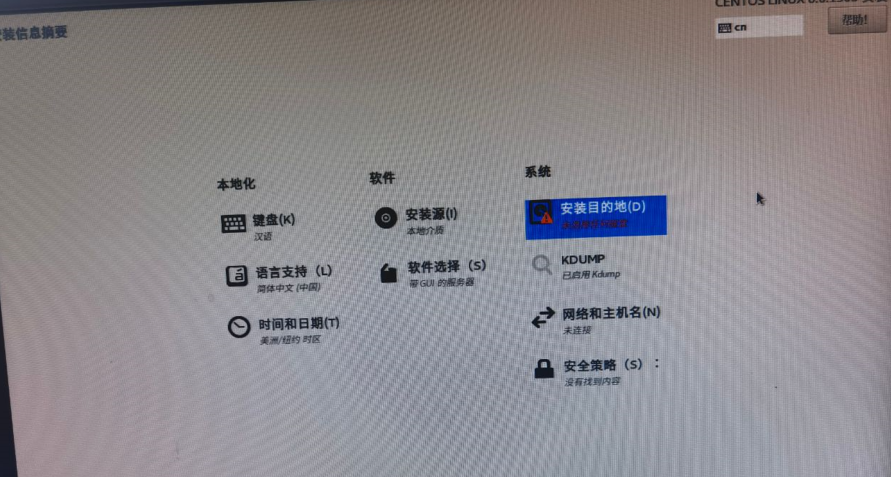 装信息摘要
CENTOS LINUX
cn
帮助!
本地化
键盘(K)
汉语
语言支持 (L)
简体中文 (中国)
时间和日期(T)
美洲/纽约 时区
软件
安装源(I)
本地介质
软件选择 (S)
带 GUI 的服务器
系统
安装目的地(D)
KDUMP
已启用 Kdump
网络和主机名(N)
未连接
安全策略 (S) :
没有找到内容